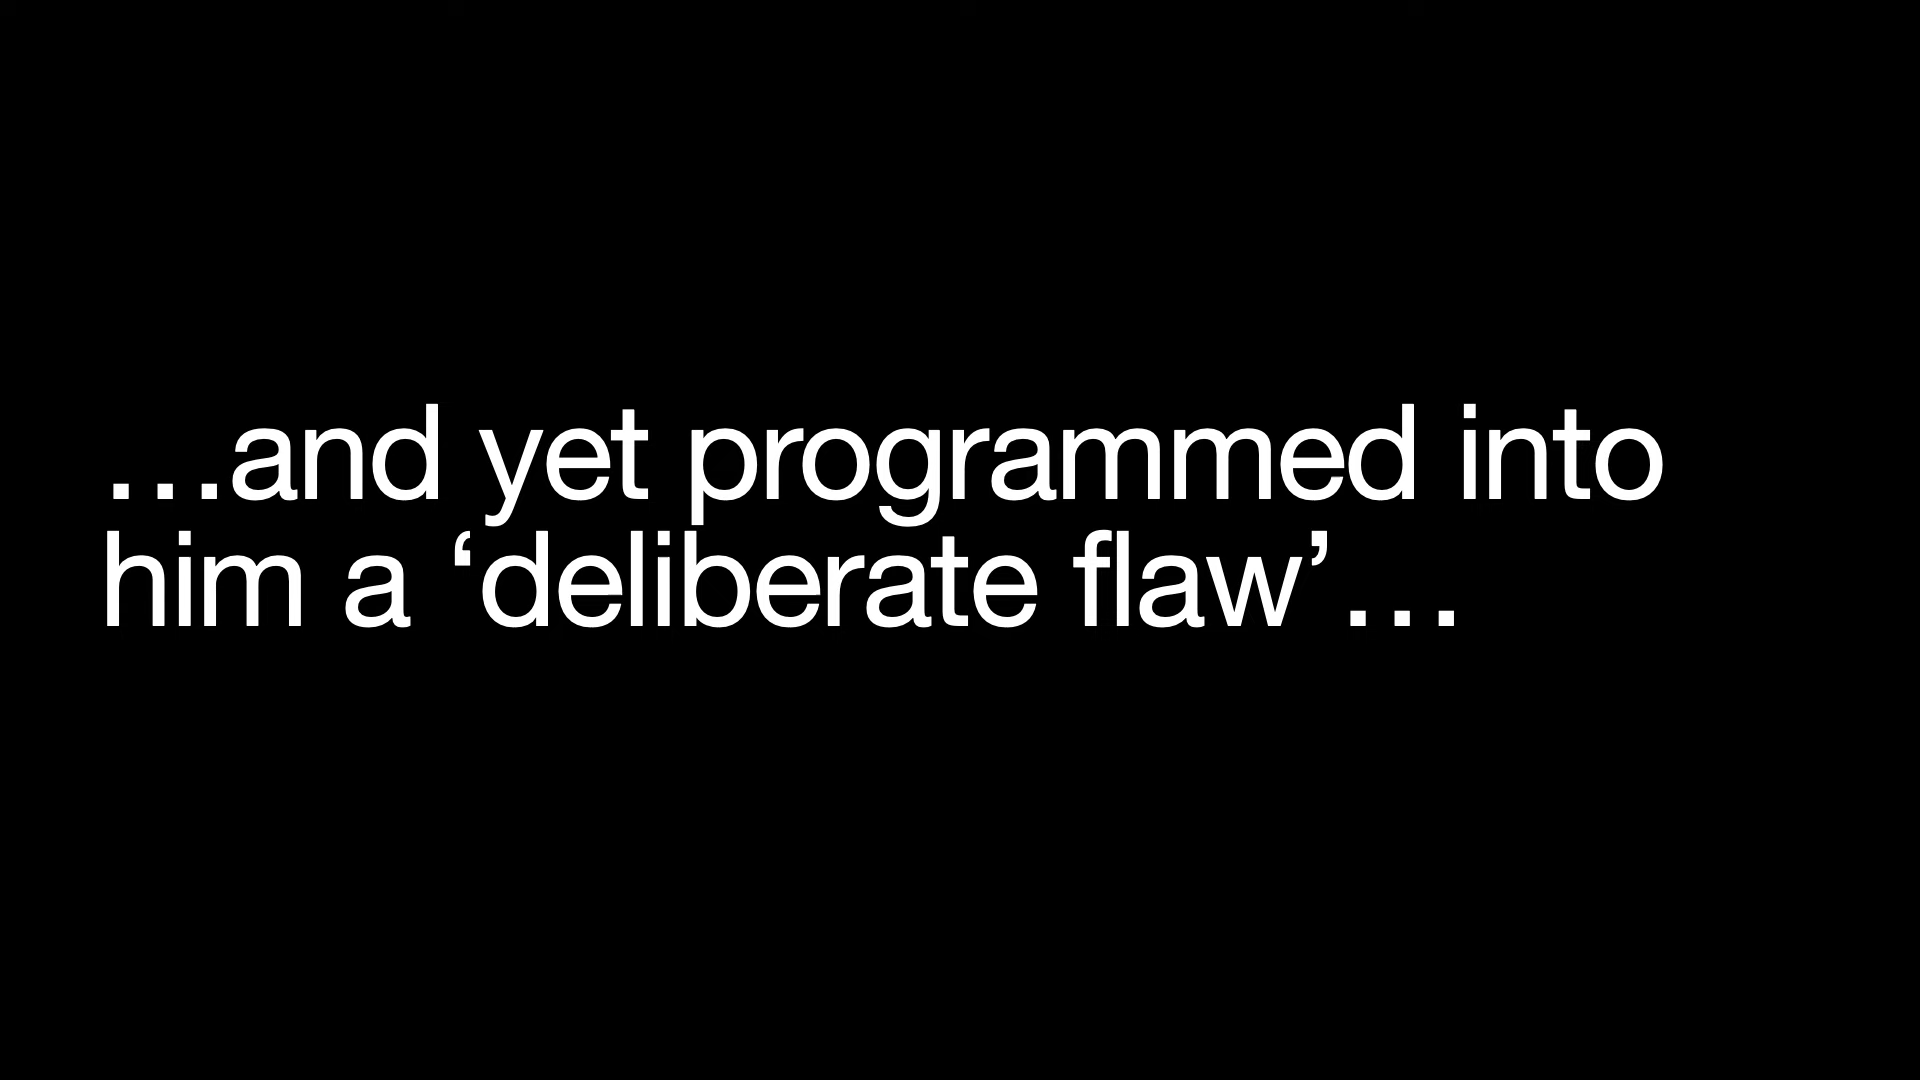 …and yet programmed into
him a ‘deliberate flaw’…